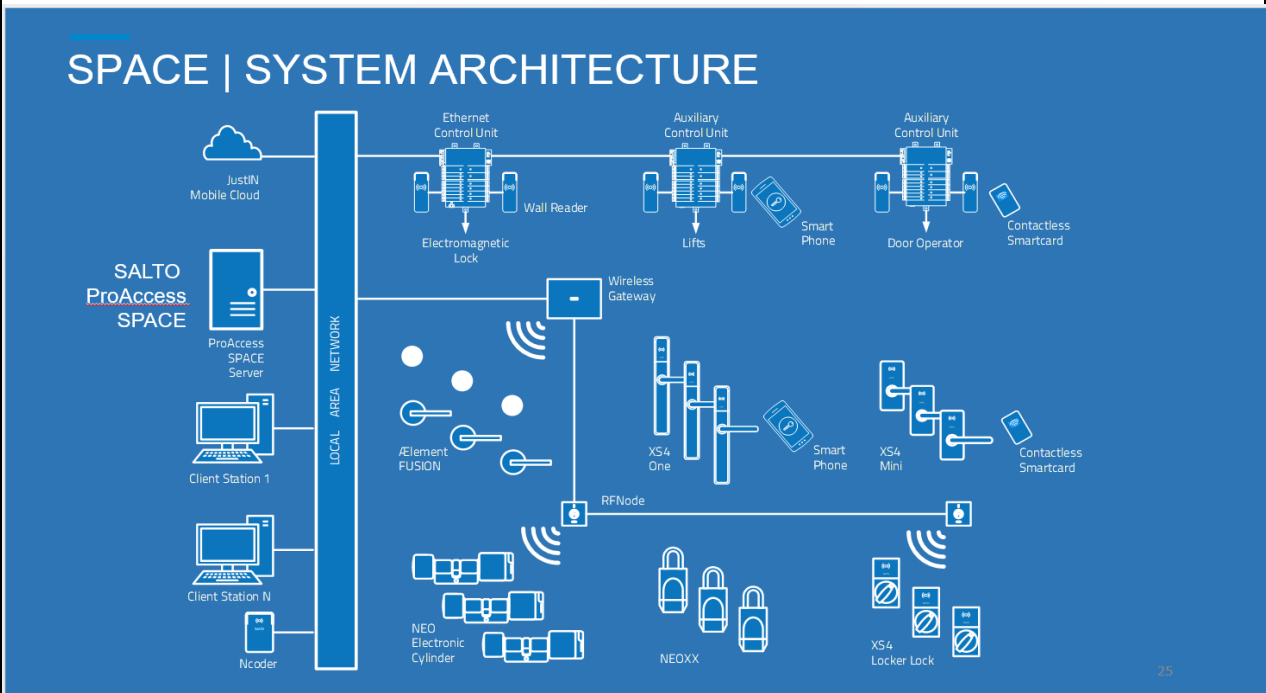 SPACE | SYSTEM ARCHITECTURE
JustIN
Mobile Cloud
SALTO
ProAccess
SPACE
ProAccess
SPACE
Server
Client Station 1
Client Station N
Ncoder
LOCAL AREA NETWORK
Ethernet
Control Unit
Wall Reader
Electromagnetic
Lock
Auxiliary
Control Unit
Lifts
Smart
Phone
Auxiliary
Control Unit
Door Operator
Contactless
Smartcard
Wireless
Gateway
Ælement
FUSION
XS4
One
Smart
Phone
XS4
Mini
Contactless
Smartcard
RFNode
NEO
Electronic
Cylinder
NEOXX
XS4
Locker Lock
25